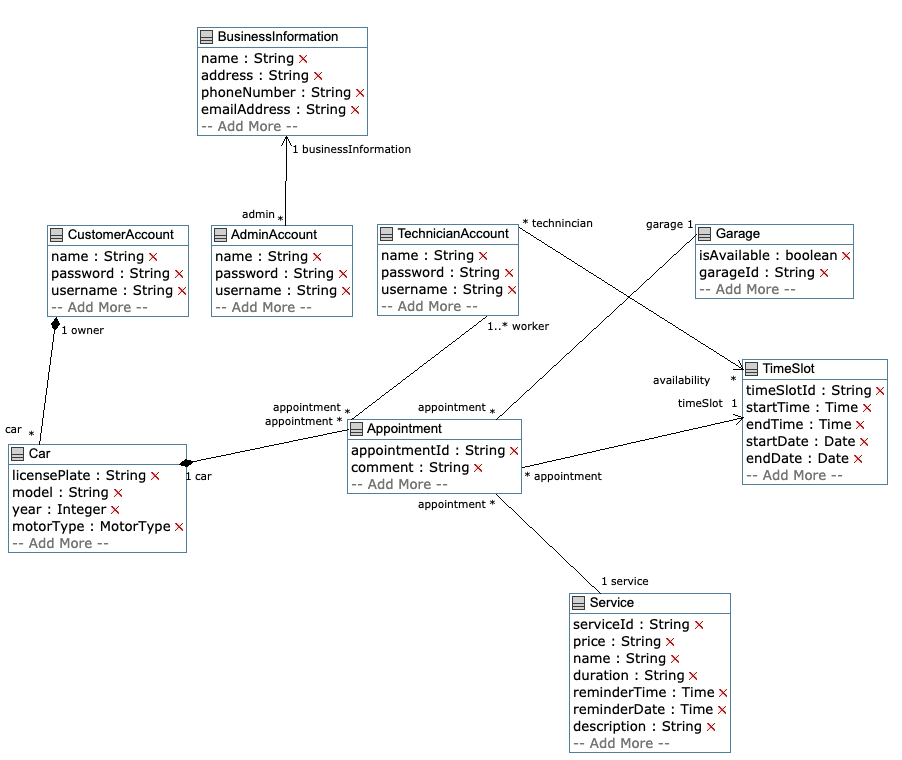 BusinessInformation
name : String
address : String
phoneNumber : String
emailAddress : String
-- Add More --
1 businessInformation
admin *
CustomerAccount
name : String
password : String
username : String
-- Add More --
1 owner
AdminAccount
name : String
password : String
username : String
-- Add More --
TechnicianAccount
name : String
password : String
username : String
-- Add More --
* technincian
1..* worker
garage 1
Garage
isAvailable : boolean
garageId : String
-- Add More --
availability *
timeSlot 1
TimeSlot
timeSlotId : String
startTime : Time
endTime : Time
startDate : Date
endDate : Date
-- Add More --
appointment *
appointment *
appointment *
Appointment
appointmentId : String
comment : String
-- Add More --
* appointment
appointment *
car *
Car
licensePlate : String
model : String
year : Integer
motorType : MotorType
-- Add More --
1 car
1 service
Service
serviceId : String
price : String
name : String
duration : String
reminderTime : Time
reminderDate : Time
description : String
-- Add More --